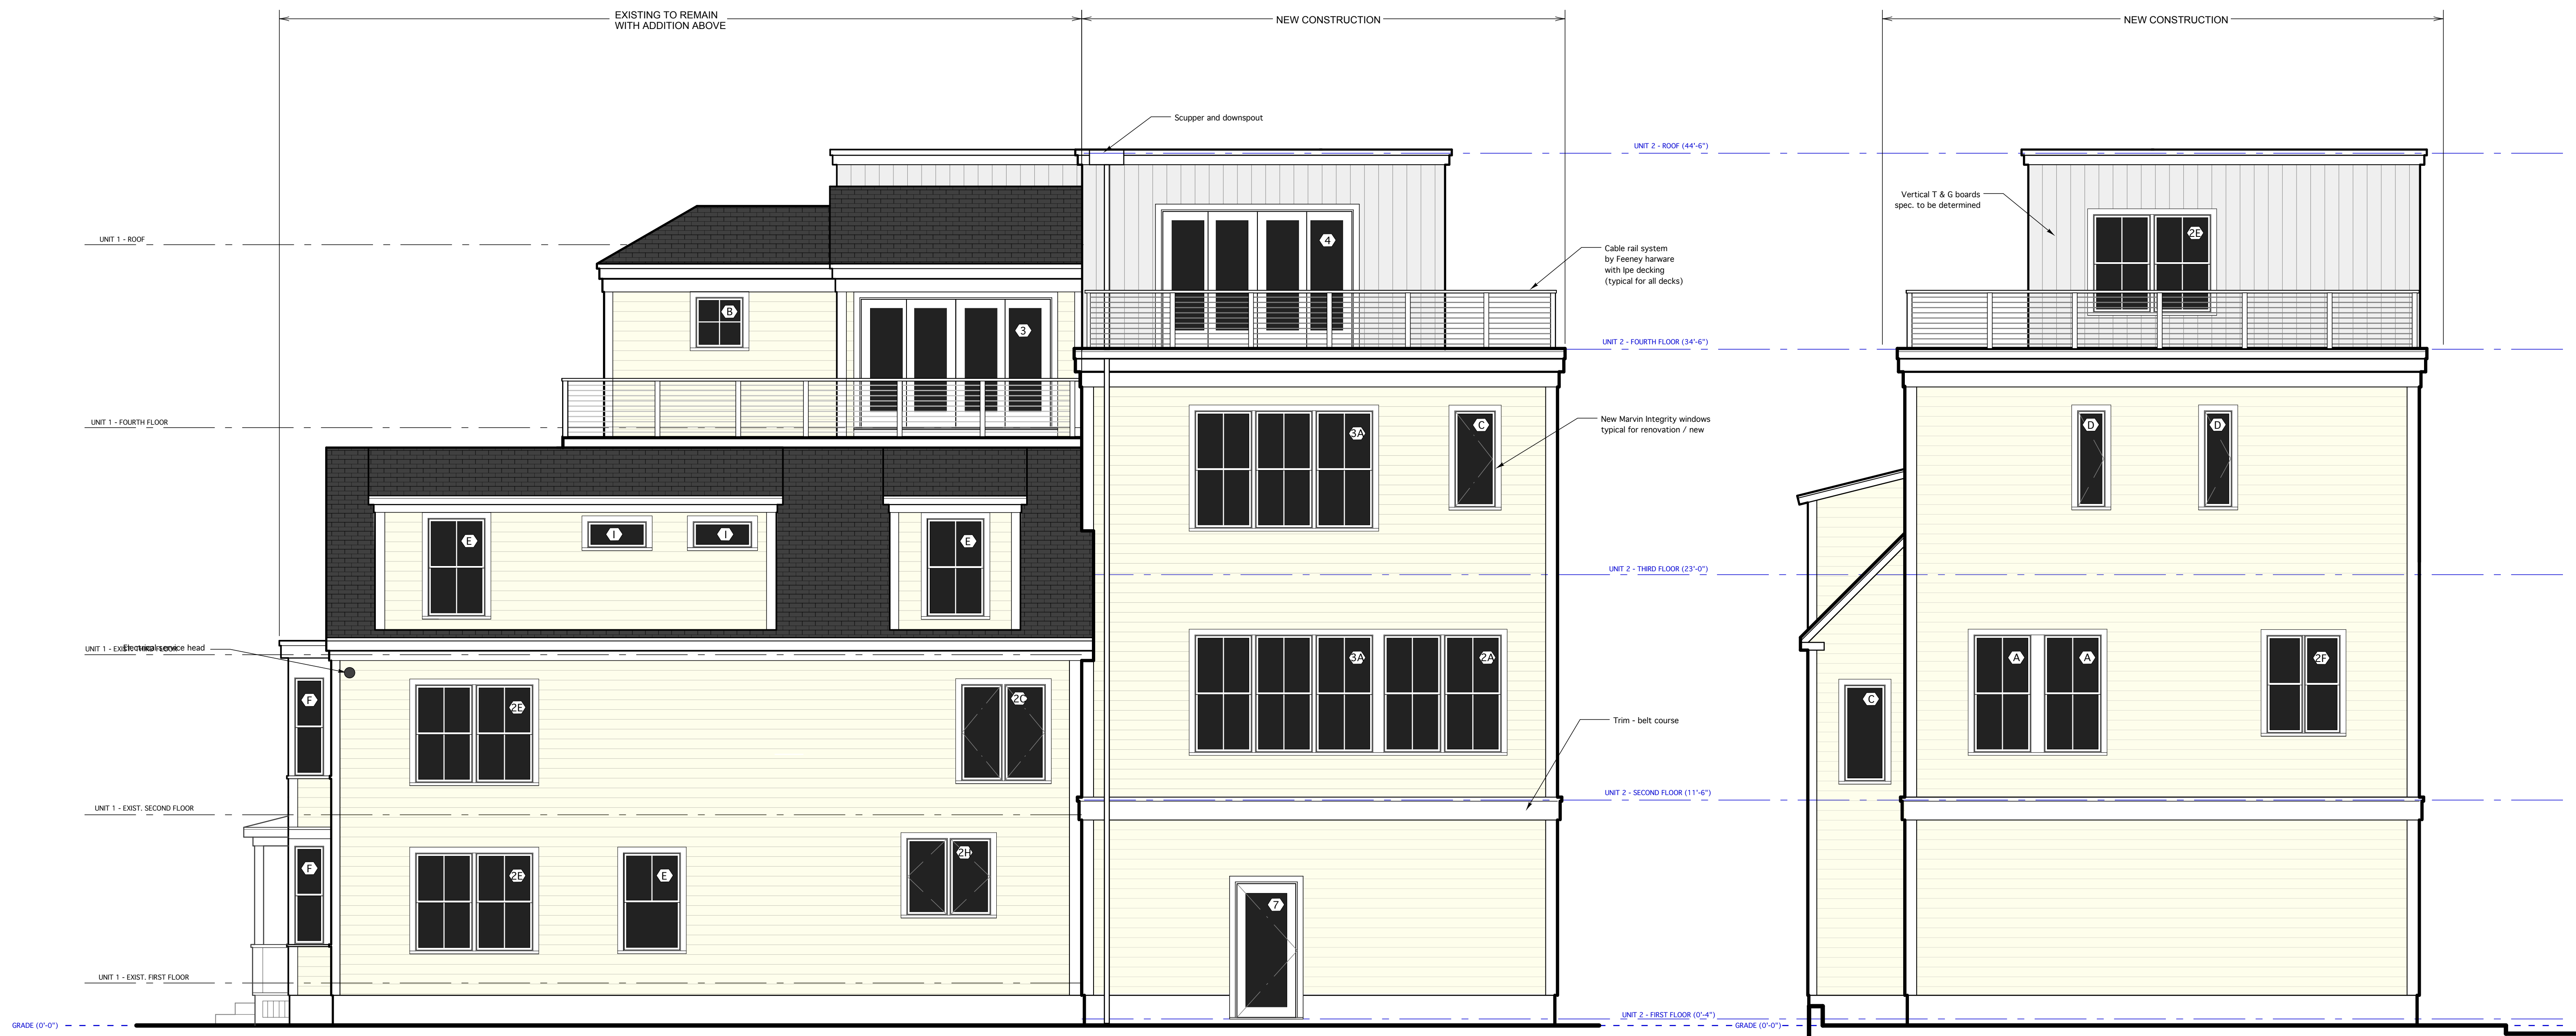 EXISTING TO REMAIN
WITH ADDITION ABOVE
NEW CONSTRUCTION
NEW CONSTRUCTION
Scupper and downspout
UNIT 2 - ROOF (44'-6")
Vertical T & G boards
spec. to be determined
UNIT 1 - ROOF
4
2E
Cable rail system
by Feeney harware
with Ipe decking
(typical for all decks)
B
3
UNIT 2 - FOURTH FLOOR (34'-6")
UNIT 1 - FOURTH FLOOR
3A
C
New Marvin Integrity windows
typical for renovation / new
D
D
E
I
I
E
UNIT 2 - THIRD FLOOR (23'-0")
UNIT 1 - EXIST. THIRD FLOOR
Electrical service head
3A
2A
A
A
2F
F
2E
2C
C
Trim - belt course
UNIT 2 - SECOND FLOOR (11'-6")
UNIT 1 - EXIST. SECOND FLOOR
F
2E
E
2H
7
UNIT 1 - EXIST. FIRST FLOOR
UNIT 2 - FIRST FLOOR (0'-4")
GRADE (0'-0")
GRADE (0'-0")